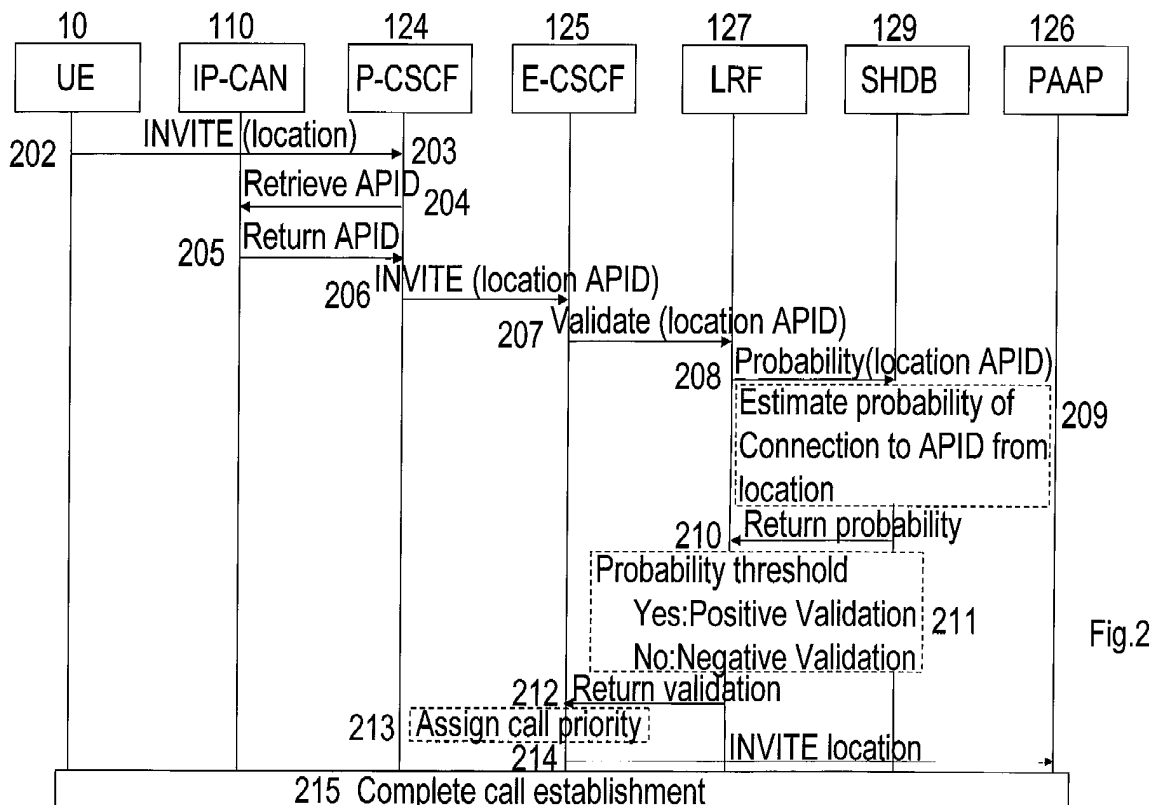 10 110 124 125 127 129 126
UE IP-CAN P-CSCF E-CSCF LRF SHDB PAAP
INVITE (location)
202 203
Retrieve APID
204
Return APID
205
INVITE (location APID)
206
Validate (location APID)
207
Probability(location APID)
208
Estimate probability of
209
Connection to APID from
location
Return probability
210
Probability threshold
Yes:Positive Validation
211
No:Negative Validation
Fig.2
212 Return validation
213 Assign call priority
INVITE location
214
215 Complete call establishment